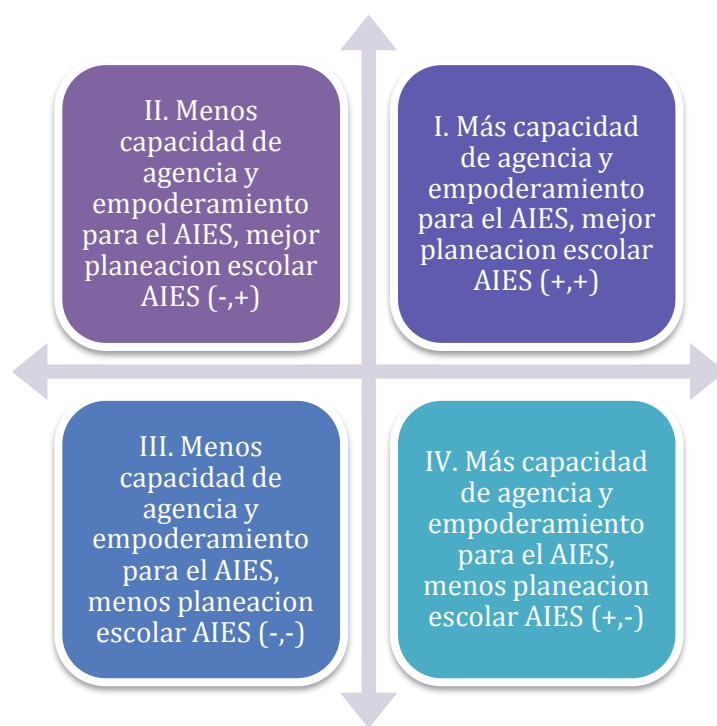 II. Menos
capacidad de
agencia y
empoderamiento
para el AIES, mejor
planeacion escolar
AIES (-,+)
I. Más capacidad
de agencia y
empoderamiento
para el AIES, mejor
planeacion escolar
AIES (+,+)
III. Menos
capacidad de
agencia y
empoderamiento
para el AIES,
menos planeacion
escolar AIES (-,-)
IV. Más capacidad
de agencia y
empoderamiento
para el AIES,
menos planeacion
escolar AIES (+,-)